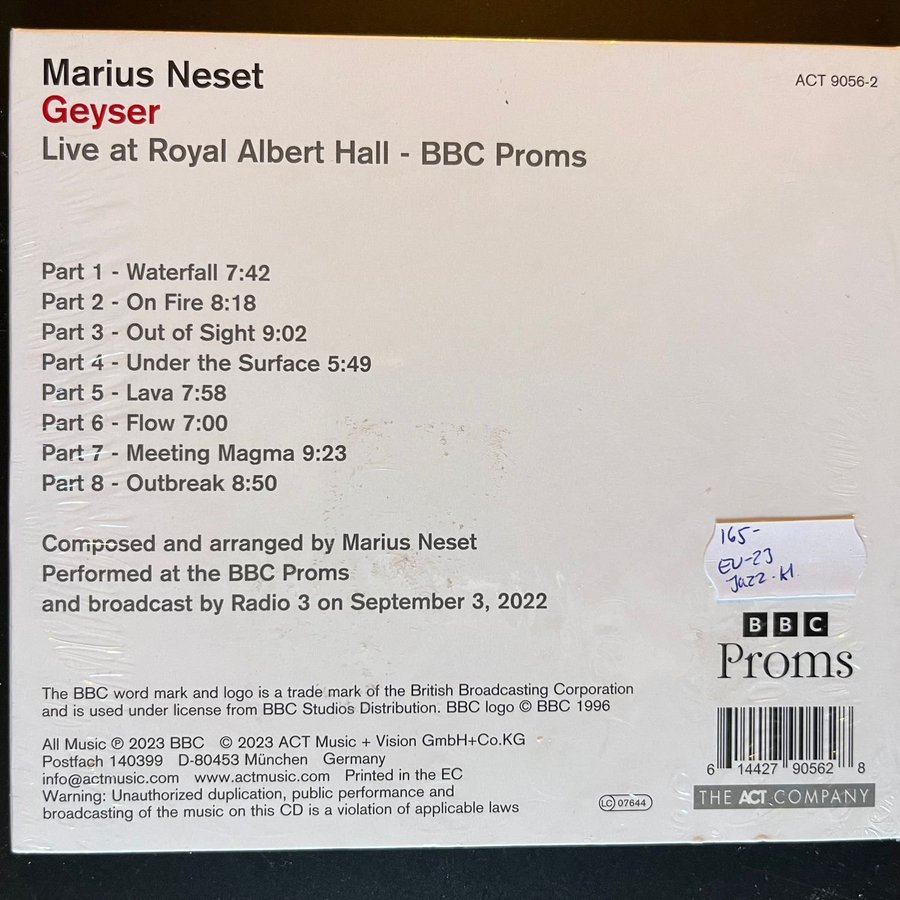 Marius Neset
ACT 9056-2
Geyser
Live at Royal Albert Hall - BBC Proms
Part 1 - Waterfall 7:42
Part 2 - On Fire 8:18
Part 3 - Out of Sight 9:02
Part 4 - Under the Surface 5:49
Part 5 - Lava 7:58
Part 6 - Flow 7:00
Part 7 - Meeting Magma 9:23
Part 8 - Outbreak 8:50
Composed and arranged by Marius Neset
Performed at the BBC Proms
and broadcast by Radio 3 on September 3, 2022
165-
EU-23
Jazz. kl
BBC
Proms
The BBC word mark and logo is a trade mark of the British Broadcasting Corporation
and is used under license from BBC Studios Distribution. BBC logo © BBC 1996
All Music ℗ 2023 BBC © 2023 ACT Music + Vision GmbH+Co.KG
Postfach 140399 D-80453 München Germany
info@actmusic.com www.actmusic.com Printed in the EC
Warning: Unauthorized duplication, public performance and
broadcasting of the music on this CD is a violation of applicable laws
LC 07644
6 14427 90562 8
THE ACT COMPANY